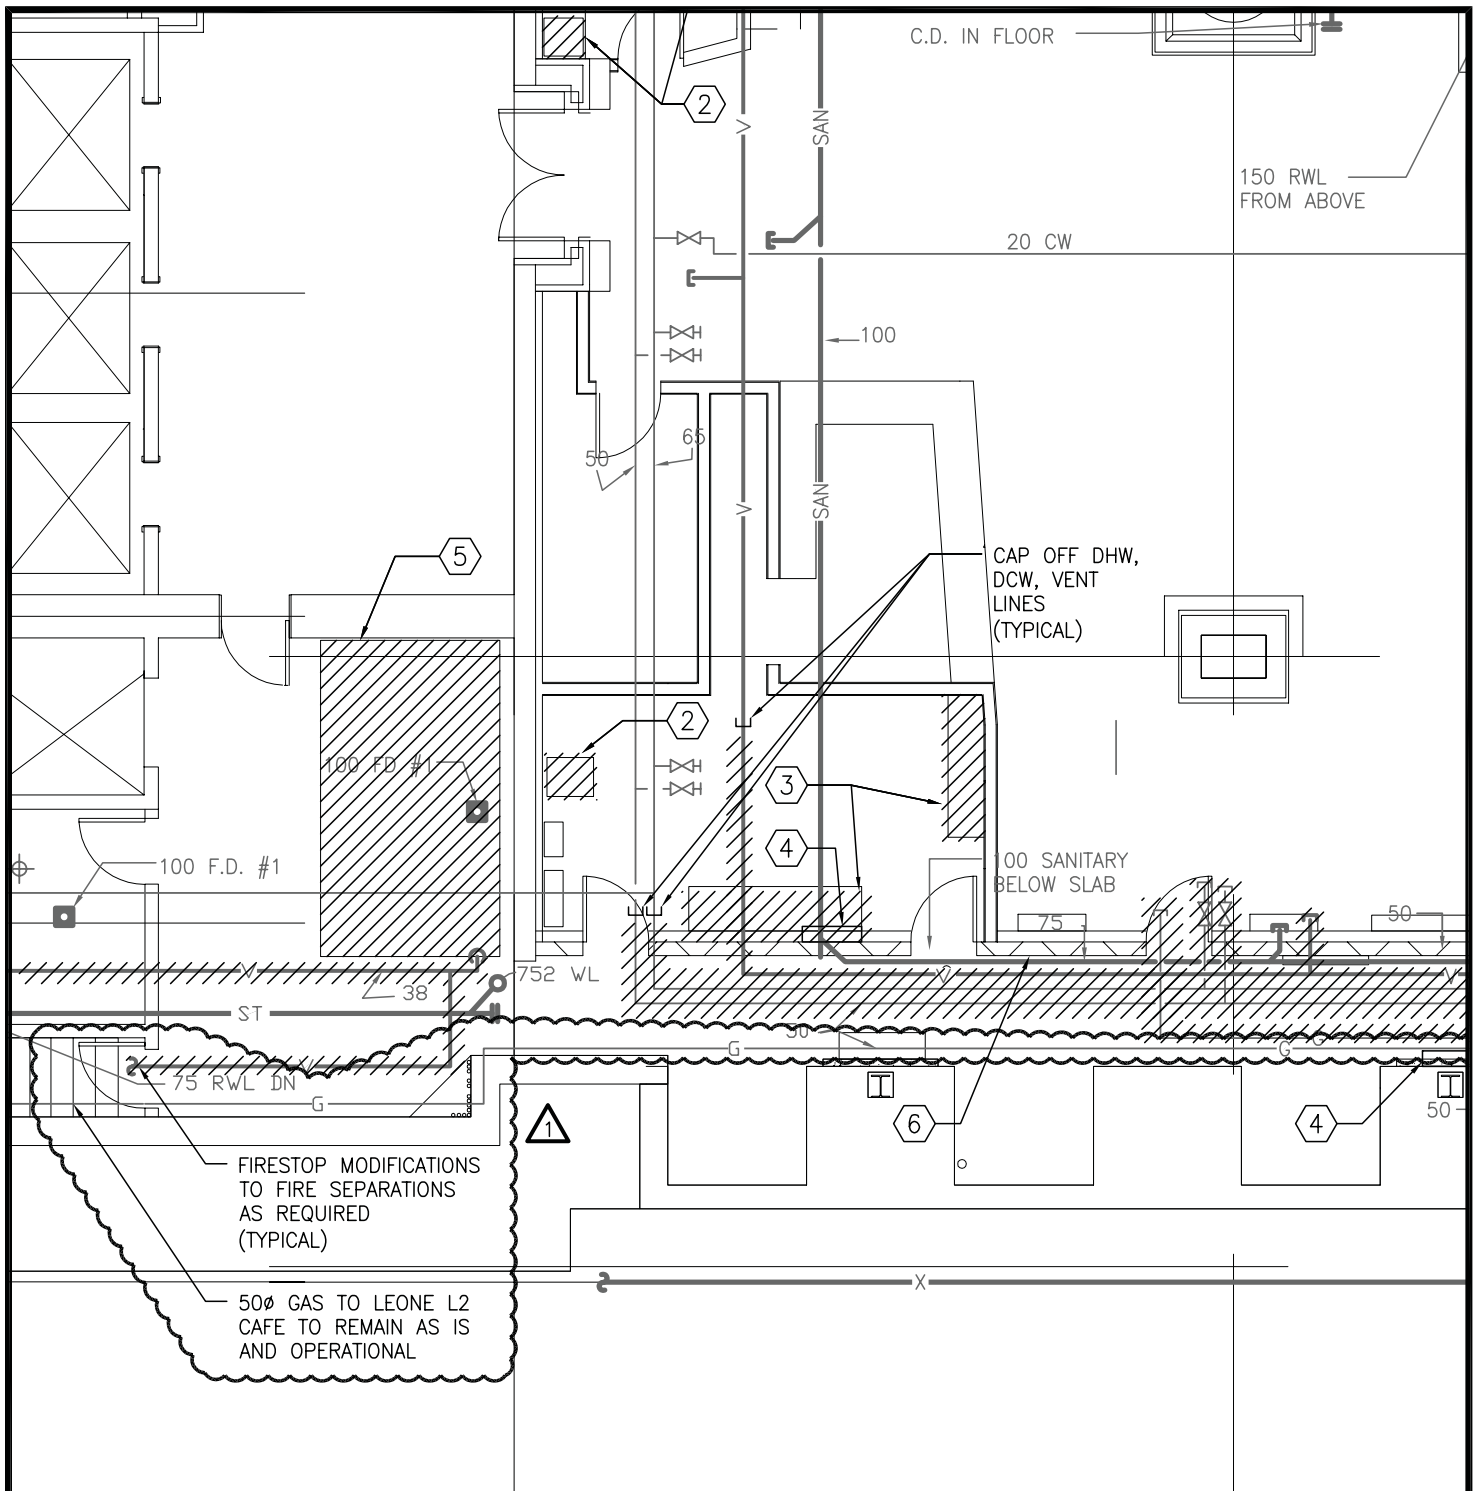 C.D. IN FLOOR
2
V
SAN
150 RWL
FROM ABOVE
20 CW
100
65
50
V
SAN
5
CAP OFF DHW,
DCW, VENT
LINES
(TYPICAL)
2
100 FD #1
3
4
100 F.D. #1
100 SANITARY
BELOW SLAB
75
50
V
752 WL
V
V
38
ST
50
G
G
G
V
75 RWL DN
G
1
6
4
50
FIRESTOP MODIFICATIONS
TO FIRE SEPARATIONS
AS REQUIRED
(TYPICAL)
X
50ø GAS TO LEONE L2
CAFE TO REMAIN AS IS
AND OPERATIONAL